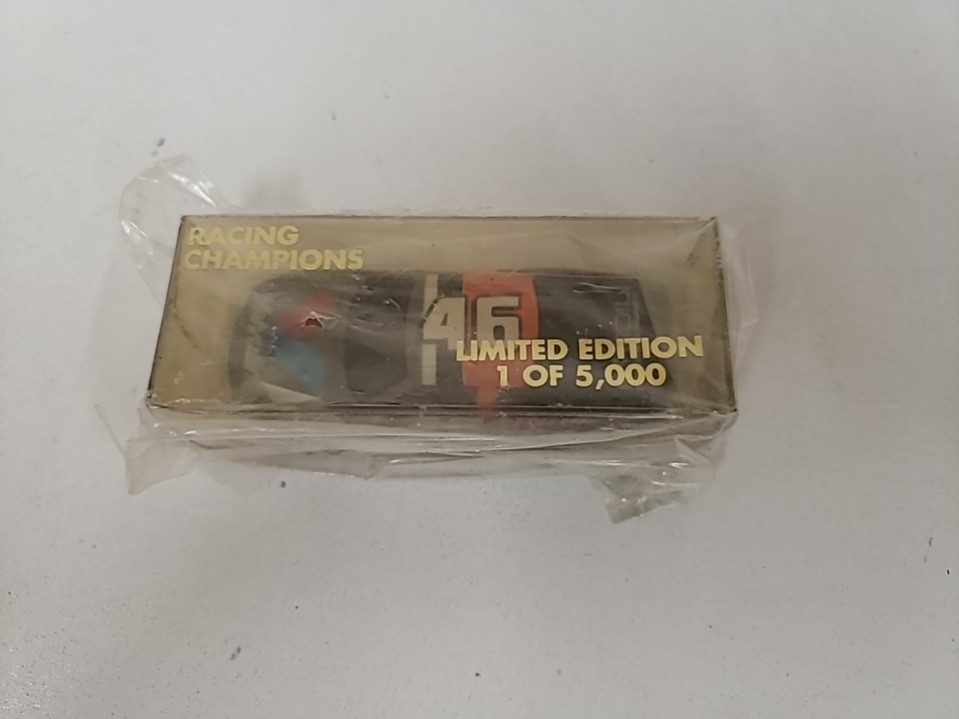 RACING
CHAMPIONS
46
LIMITED EDITION
1 OF 5,000